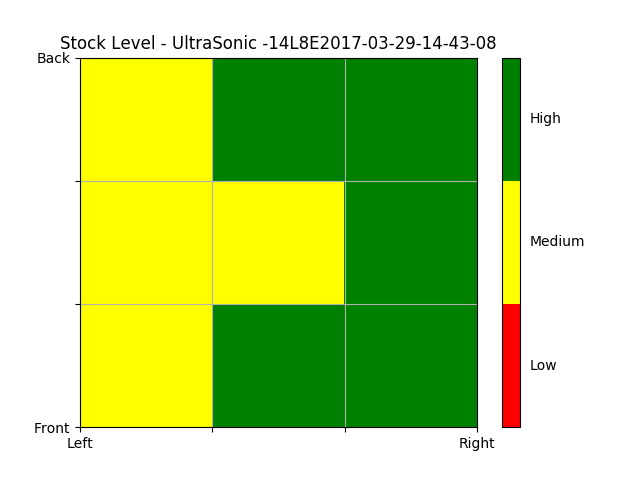 Stock Level - UltraSonic -14L8E2017-03-29-14-43-08
Back
High
Medium
Low
Front
Left
Right